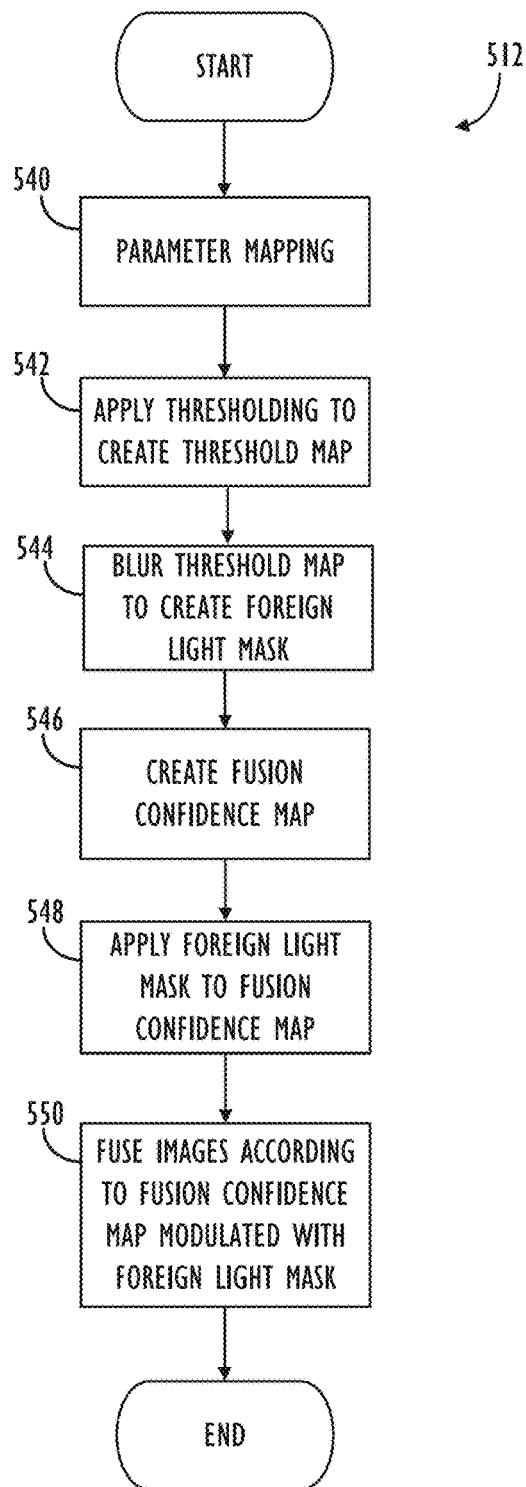 START
512
540
PARAMETER MAPPING
542
APPLY THRESHOLDING TO
CREATE THRESHOLD MAP
544
BLUR THRESHOLD MAP
TO CREATE FOREIGN
LIGHT MASK
546
CREATE FUSION
CONFIDENCE MAP
548
APPLY FOREIGN LIGHT
MASK TO FUSION
CONFIDENCE MAP
550
FUSE IMAGES ACCORDING
TO FUSION CONFIDENCE
MAP MODULATED WITH
FOREIGN LIGHT MASK
END